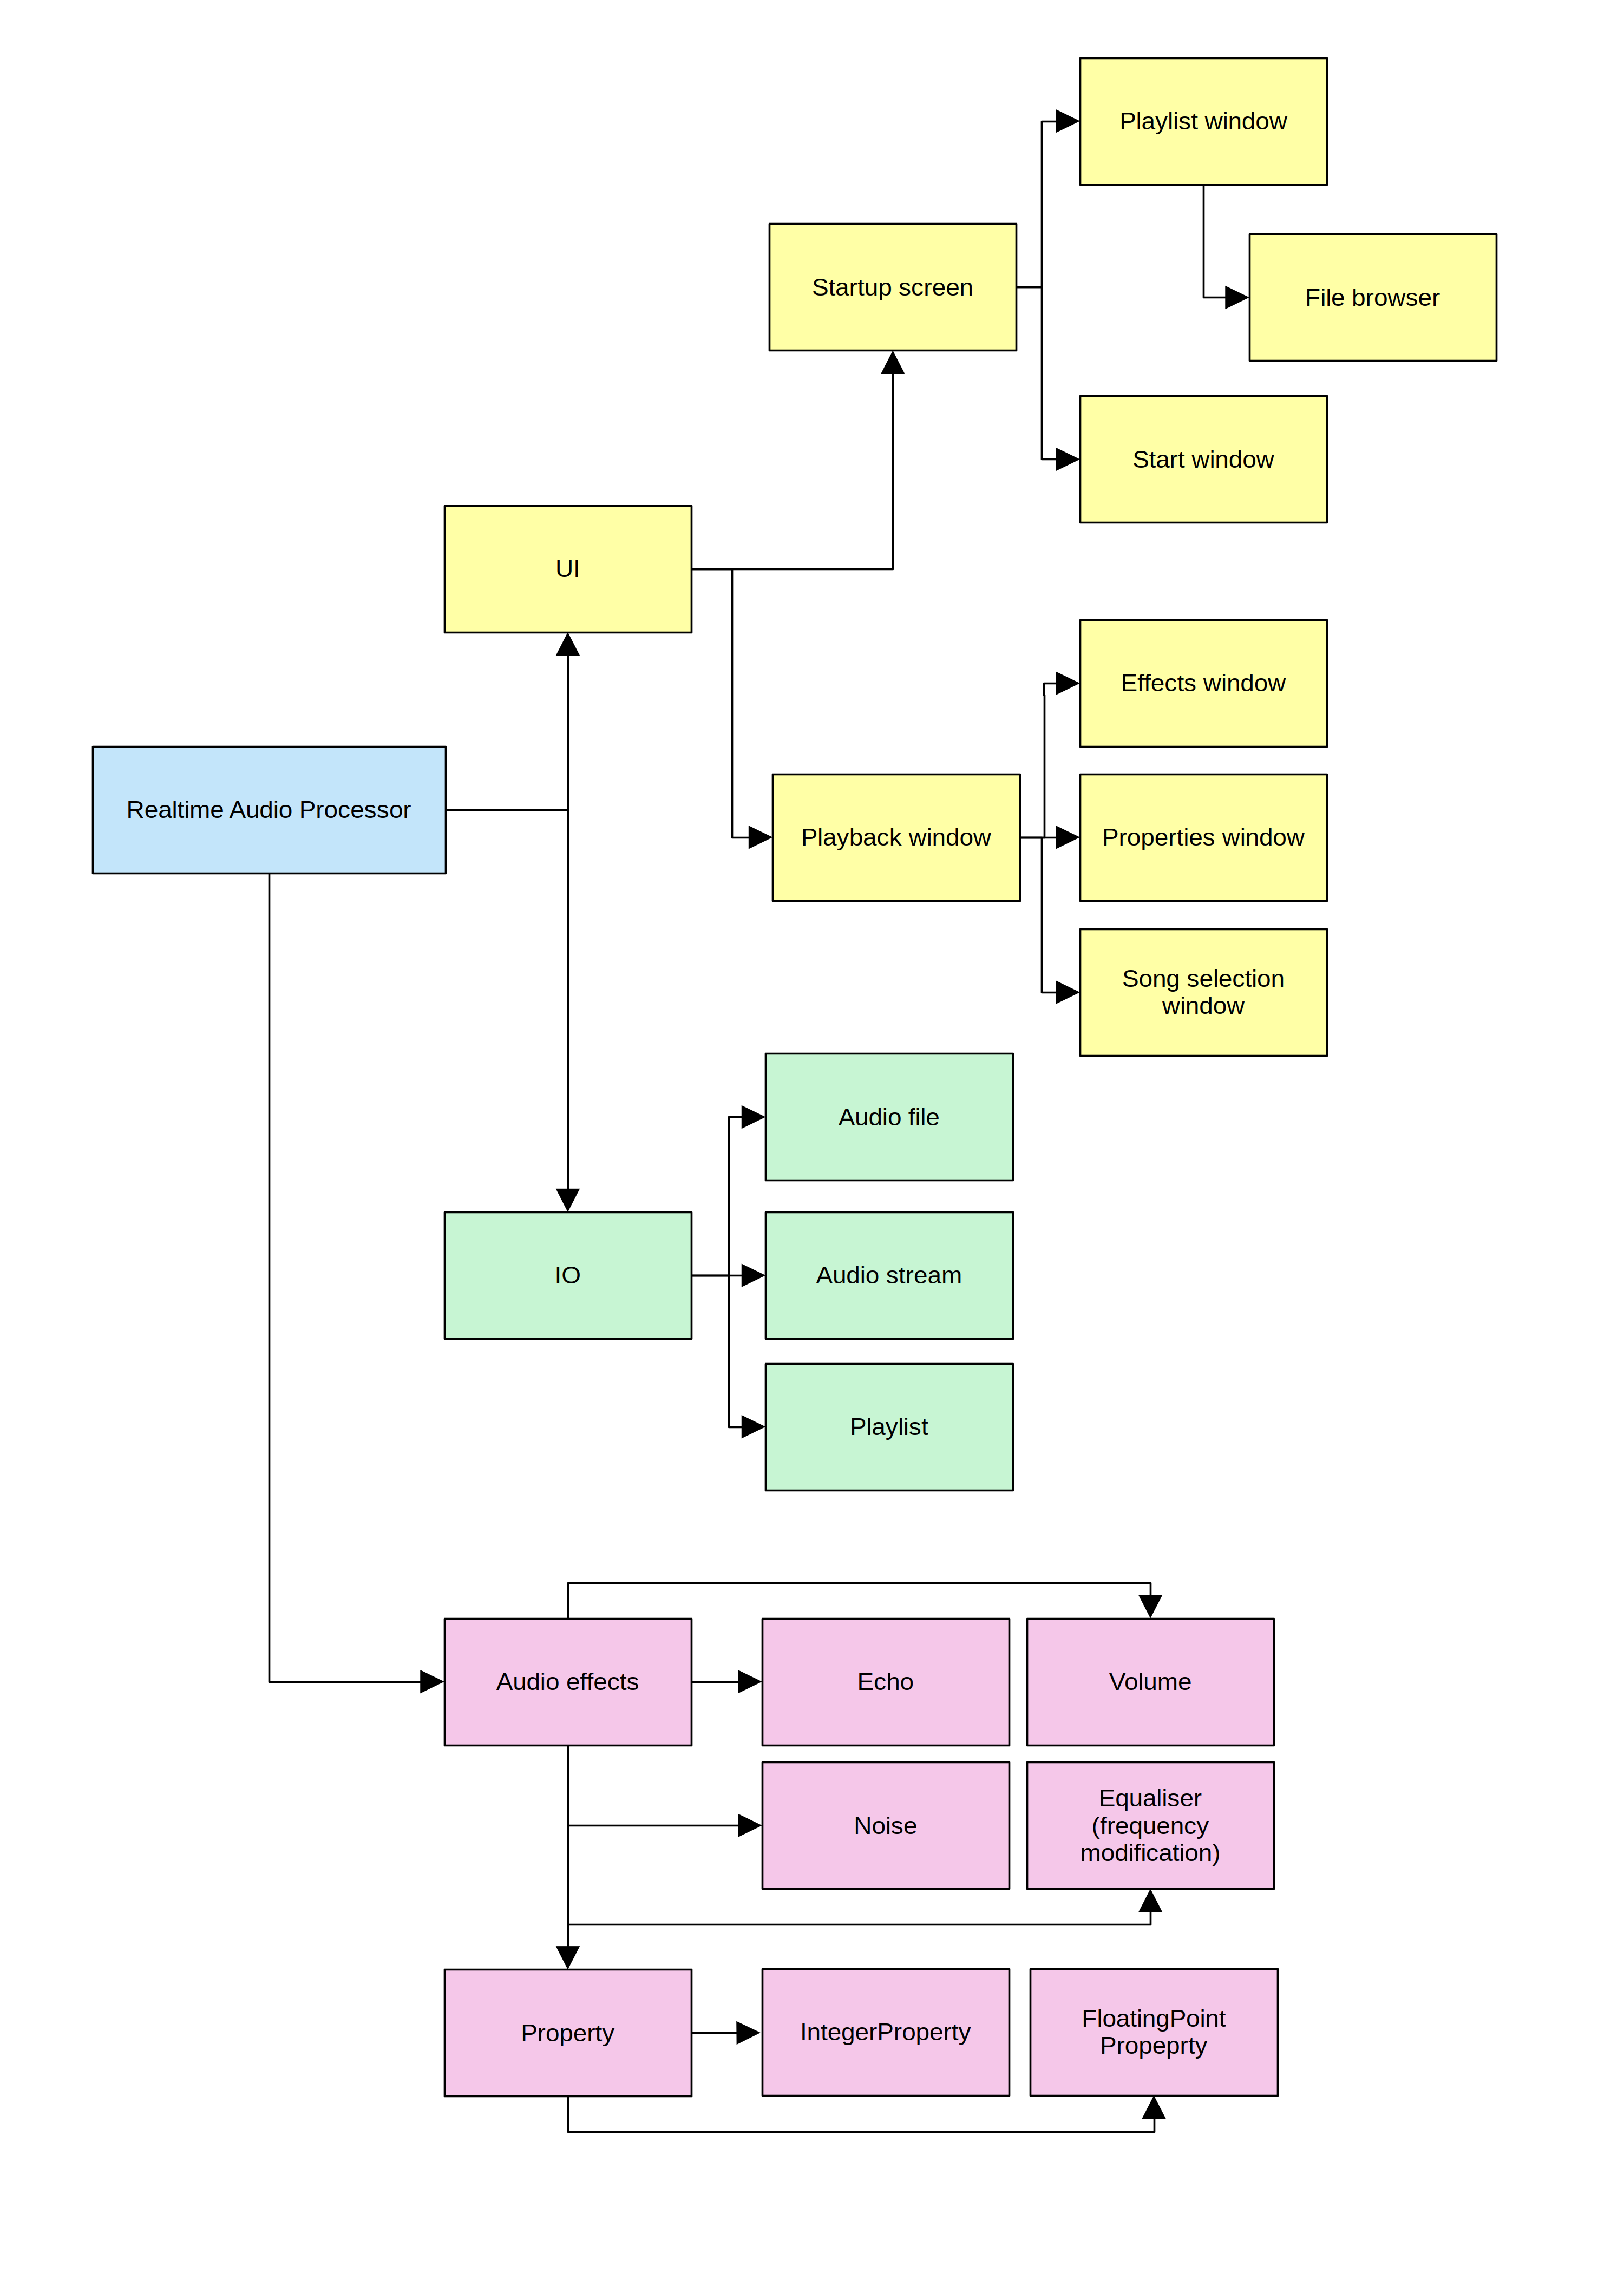 Playlist window
Startup screen
File browser
Start window
UI
Effects window
Realtime Audio Processor
Playback window
Properties window
Song selection
window
Audio file
IO
Audio stream
Playlist
Audio effects
Echo
Volume
Noise
Equaliser
(frequency
modification)
Property
IntegerProperty
FloatingPoint
Propeprty